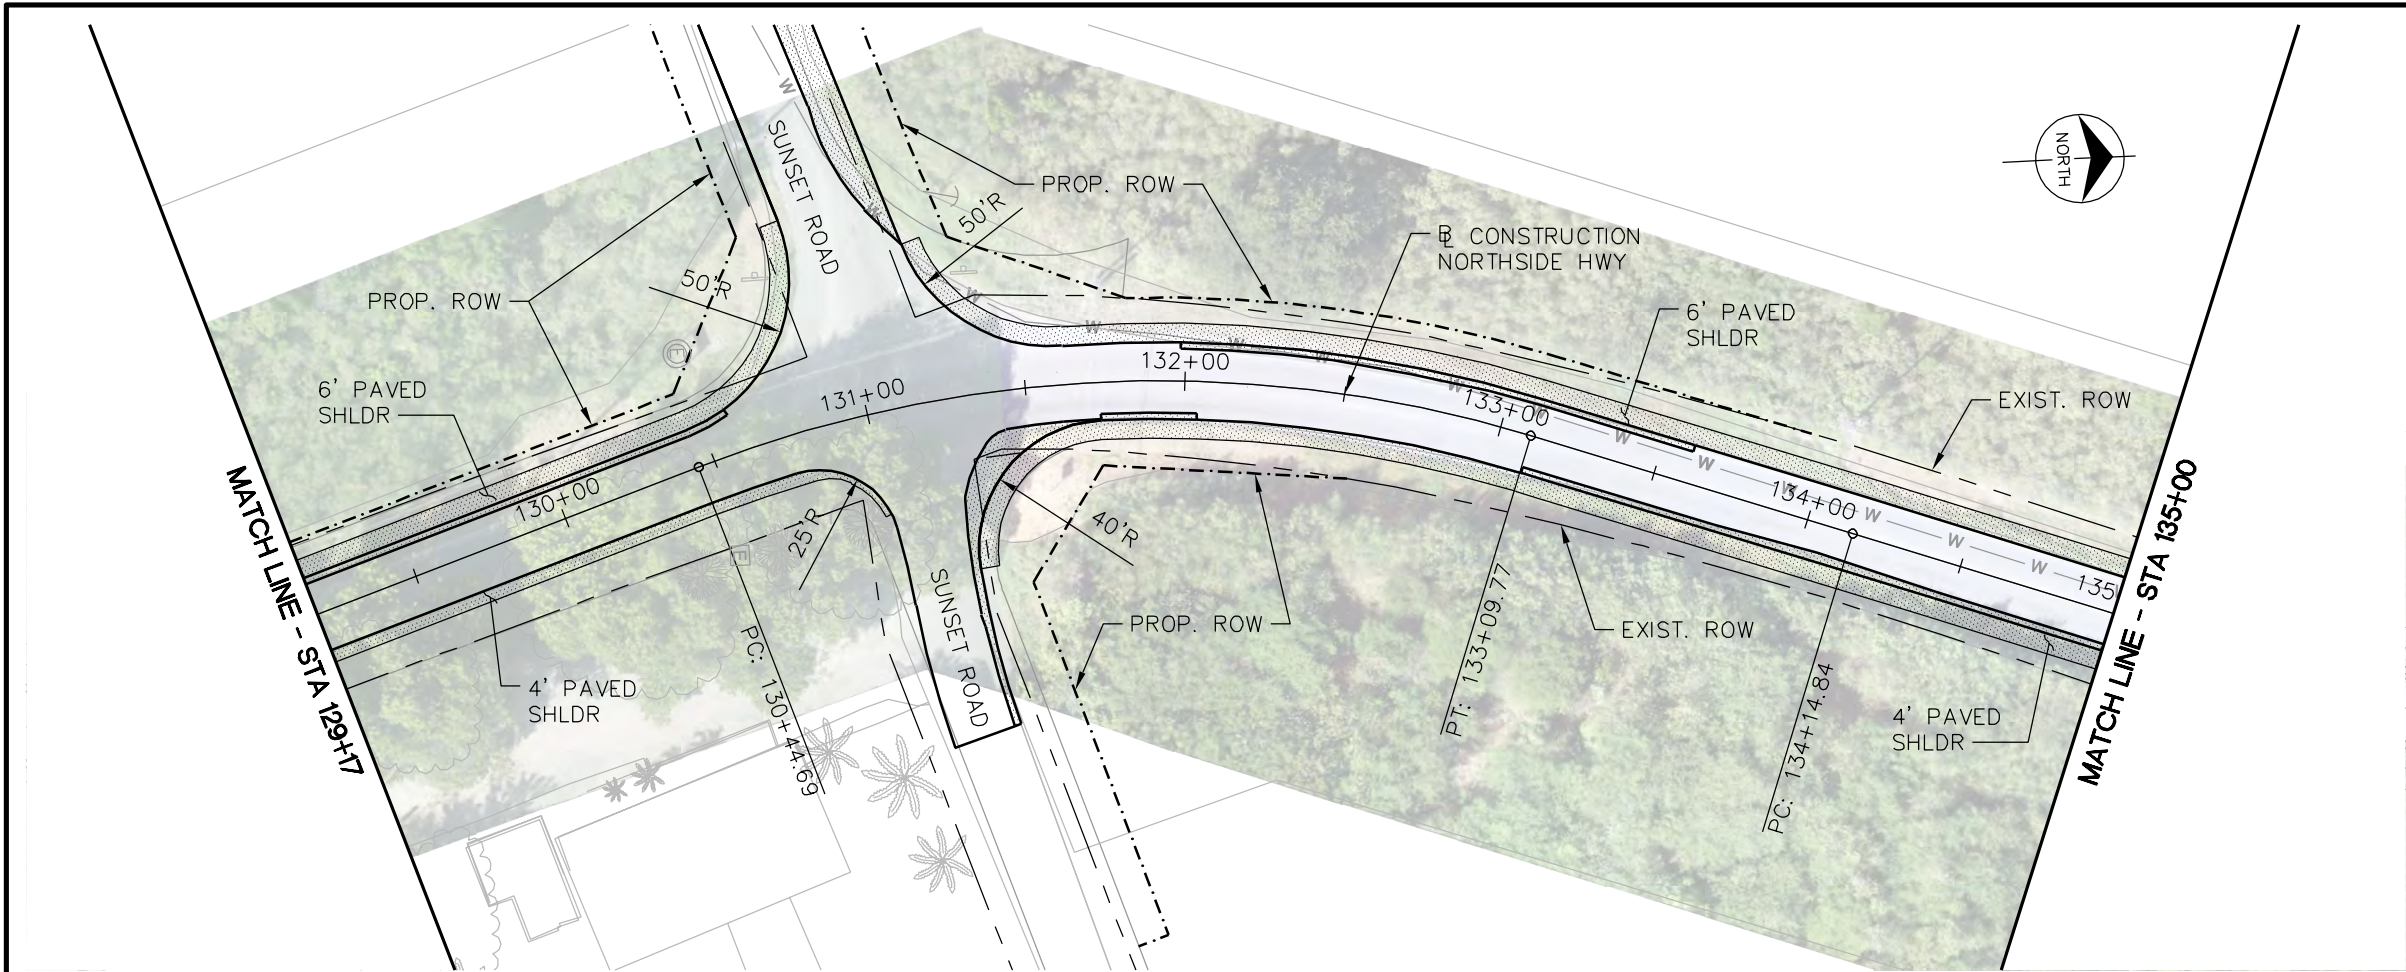 W
SUNSET ROAD
NORTH
PROP. ROW
50'R
W
BL CONSTRUCTION
NORTHSIDE HWY
PROP. ROW
50'R
W
6' PAVED
SHLDR
W
W
W
132+00
W
133+00
W
6' PAVED
SHLDR
131+00
EXIST. ROW
E
W
W
134+00
W
W
W
W
135
130+00
25'R
E
40'R
MATCH LINE - STA 129+17
MATCH LINE - STA 135+00
SUNSET ROAD
PROP. ROW
EXIST. ROW
PC: 130+44.69
PT: 133+09.77
PC: 134+14.84
4' PAVED
SHLDR
4' PAVED
SHLDR